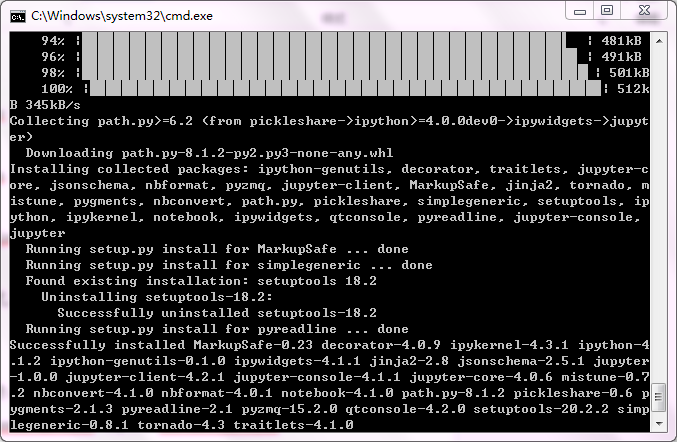 C:\Windows\system32\cmd.exe
94% | 481kB
96% | 491kB
98% | 501kB
100% | 512k
B 345kB/s
Collecting path.py>=6.2 (from pickleshare->ipython>=4.0.0dev0->ipywidgets->jupyt
er)
Downloading path.py-8.1.2-py2.py3-none-any.whl
Installing collected packages: ipython-genutils, decorator, traitlets, jupyter-c
ore, jsonschema, nbformat, pyzmq, jupyter-client, MarkupSafe, jinja2, tornado, m
istune, pygments, nbconvert, path.py, pickleshare, simplegeneric, setuptools, ip
ython, ipykernel, notebook, ipywidgets, qtconsole, pyreadline, jupyter-console,
jupyter
Running setup.py install for MarkupSafe ... done
Running setup.py install for simplegeneric ... done
Found existing installation: setuptools 18.2
Uninstalling setuptools-18.2:
Successfully uninstalled setuptools-18.2
Running setup.py install for pyreadline ... done
Successfully installed MarkupSafe-0.23 decorator-4.0.9 ipykernel-4.3.1 ipython-4
.1.2 ipython-genutils-0.1.0 ipywidgets-4.1.1 jinja2-2.8 jsonschema-2.5.1 jupyter
-1.0.0 jupyter-client-4.2.1 jupyter-console-4.1.1 jupyter-core-4.0.6 mistune-0.7
.2 nbconvert-4.1.0 nbformat-4.0.1 notebook-4.1.0 path.py-8.1.2 pickleshare-0.6 p
ygments-2.1.3 pyreadline-2.1 pyzmq-15.2.0 qtconsole-4.2.0 setuptools-20.2.2 simp
legeneric-0.8.1 tornado-4.3 traitlets-4.1.0